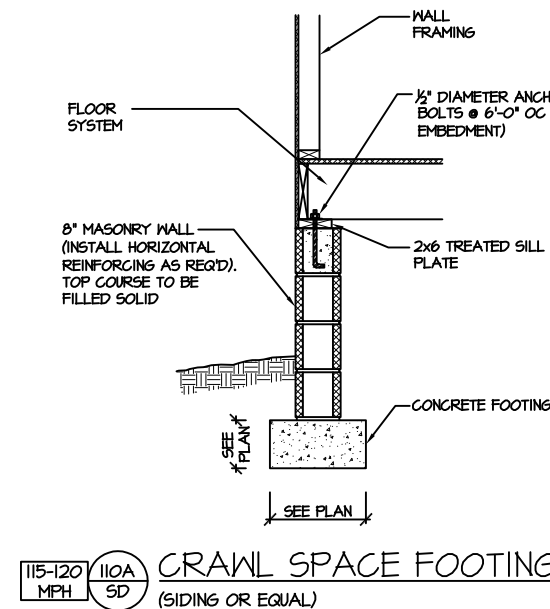 WALL
FRAMING
FLOOR
SYSTEM
½" DIAMETER ANCH
BOLTS @ 6'-0" OC
EMBEDMENT)
8" MASONRY WALL
(INSTALL HORIZONTAL
REINFORCING AS REQ'D).
TOP COURSE TO BE
FILLED SOLID
2x6 TREATED SILL
PLATE
CONCRETE FOOTING
SEE
PLAN
SEE PLAN
115-120
MPH
110A
SD
CRAWL SPACE FOOTING
(SIDING OR EQUAL)